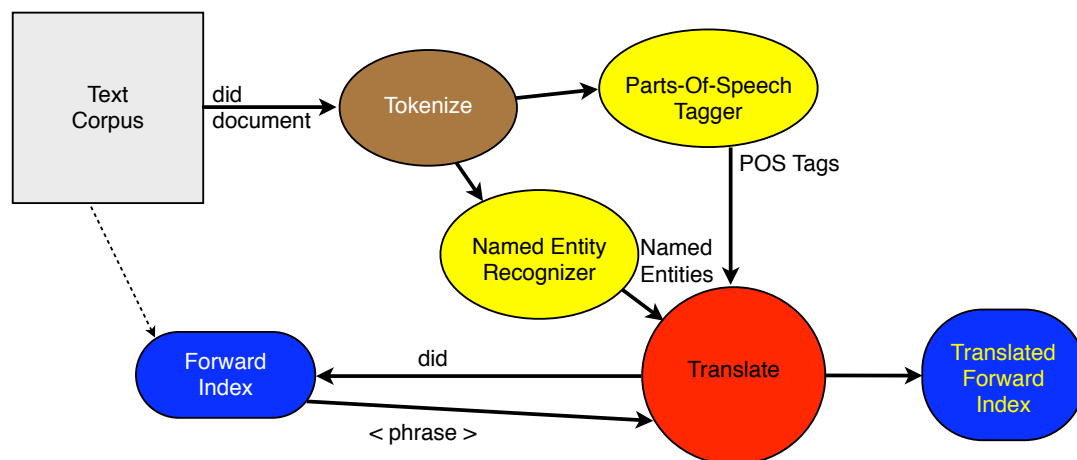 Text
Corpus
did
document
Tokenize
Parts-Of-Speech
Tagger
POS Tags
Named Entity
Recognizer
Named
Entities
Forward
Index
did
< phrase >
Translate
Translated
Forward
Index